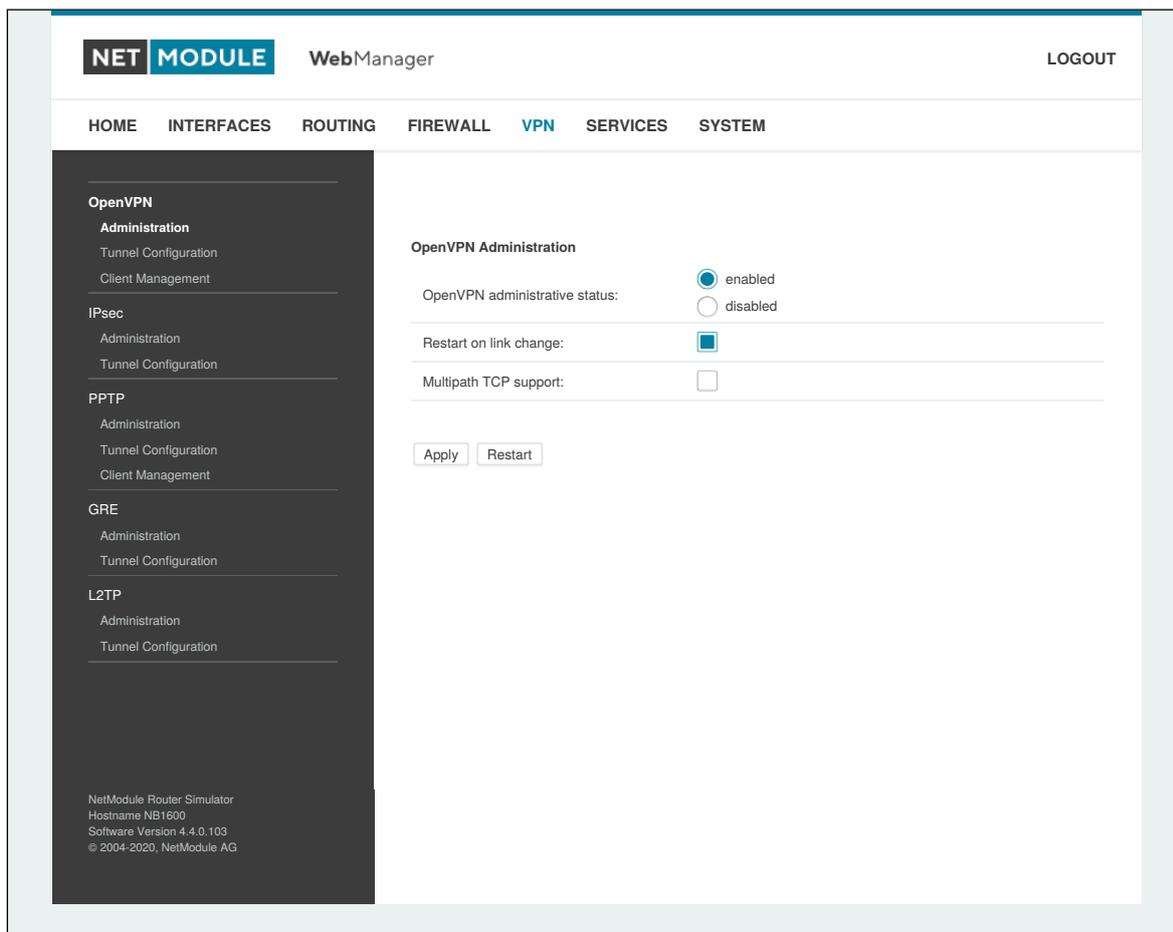 NET MODULE WebManager LOGOUT
HOME INTERFACES ROUTING FIREWALL VPN SERVICES SYSTEM
OpenVPN
Administration
Tunnel Configuration
Client Management
IPsec
Administration
Tunnel Configuration
PPTP
Administration
Tunnel Configuration
Client Management
GRE
Administration
Tunnel Configuration
L2TP
Administration
Tunnel Configuration
NetModule Router Simulator
Hostname NB1600
Software Version 4.4.0.103
© 2004-2020, NetModule AG
OpenVPN Administration
OpenVPN administrative status:
enabled
disabled
Restart on link change:
Multipath TCP support:
Apply Restart